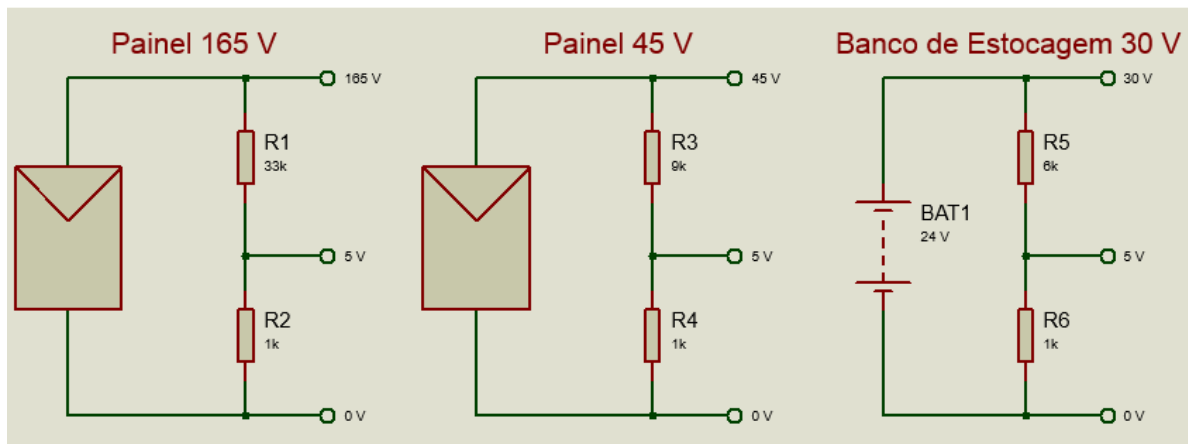 Painel 165 V
165 V
R1
33k
5 V
R2
1k
0 V
Painel 45 V
45 V
R3
9k
5 V
R4
1k
0 V
Banco de Estocagem 30 V
30 V
R5
6k
BAT1
24 V
5 V
R6
1k
0 V